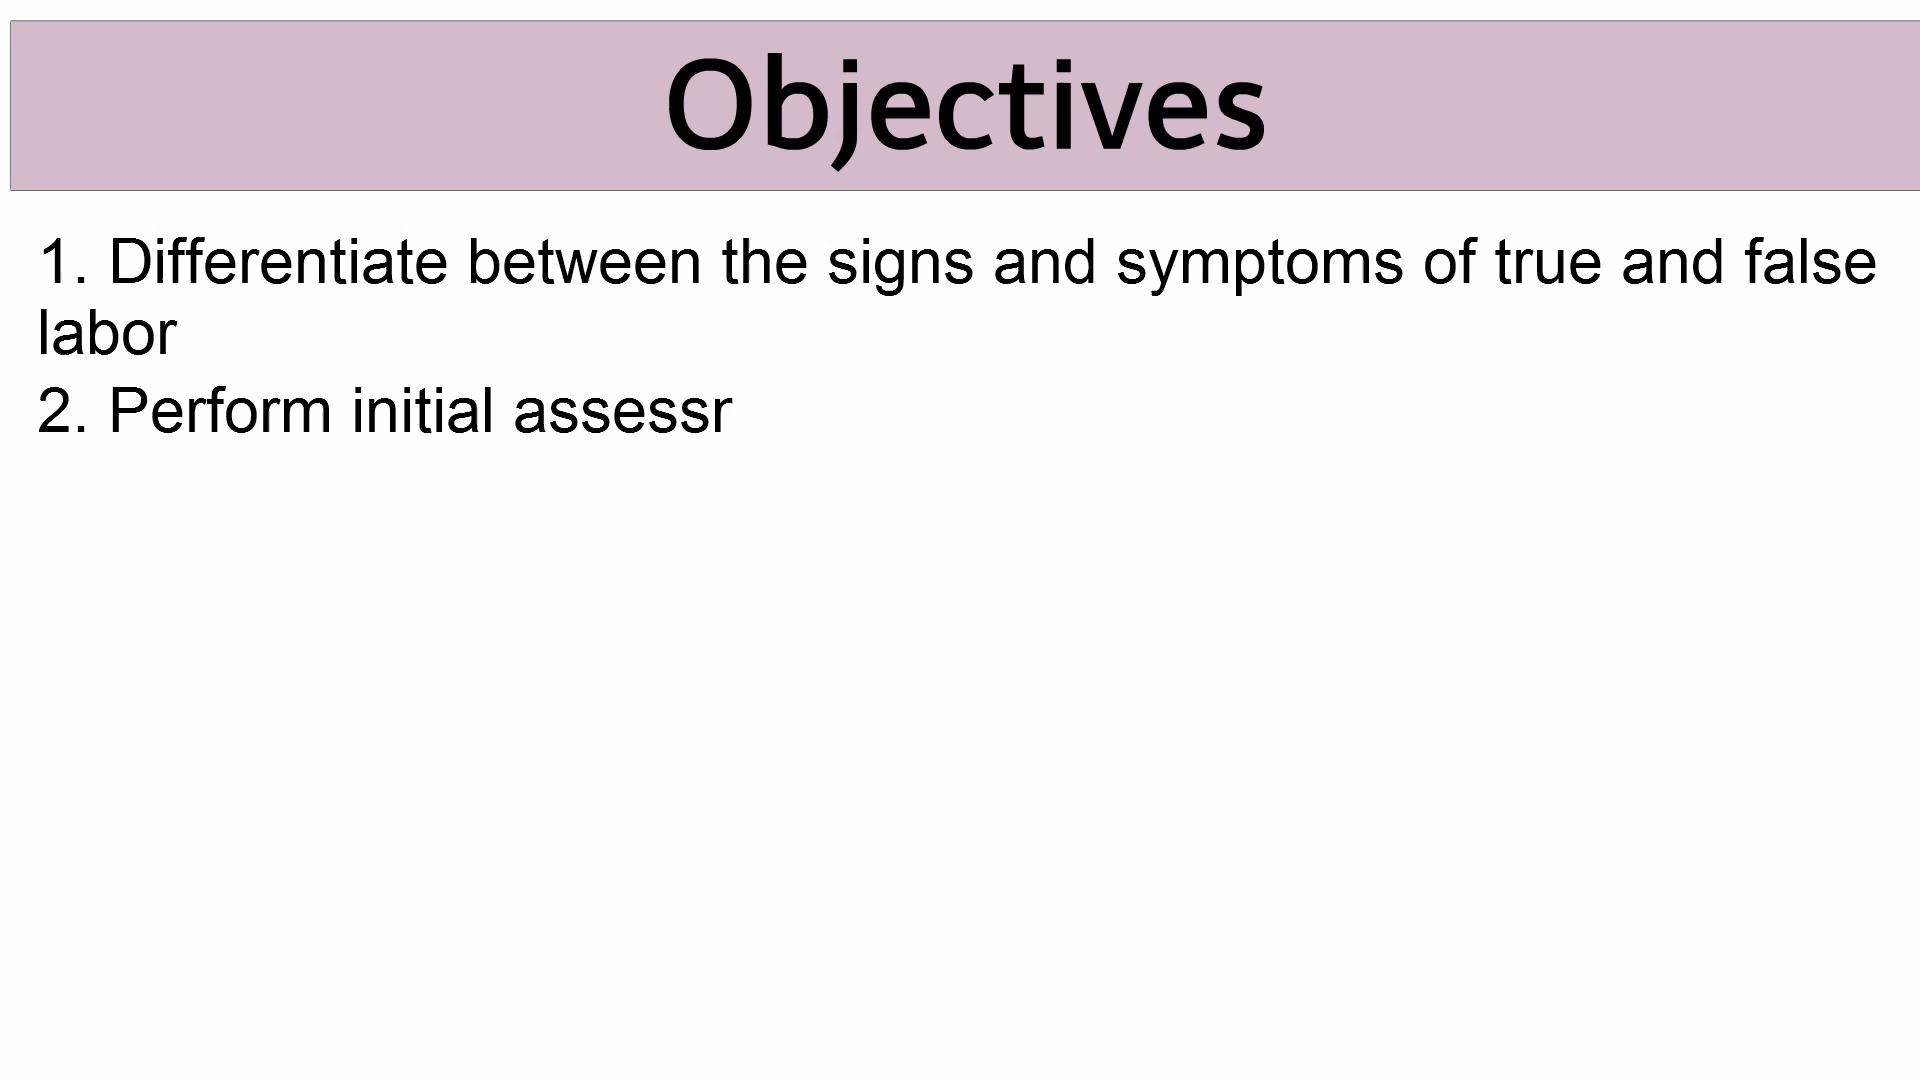 Objectives
1. Differentiate between the signs and symptoms of true and false
labor
2. Perform initial assessr